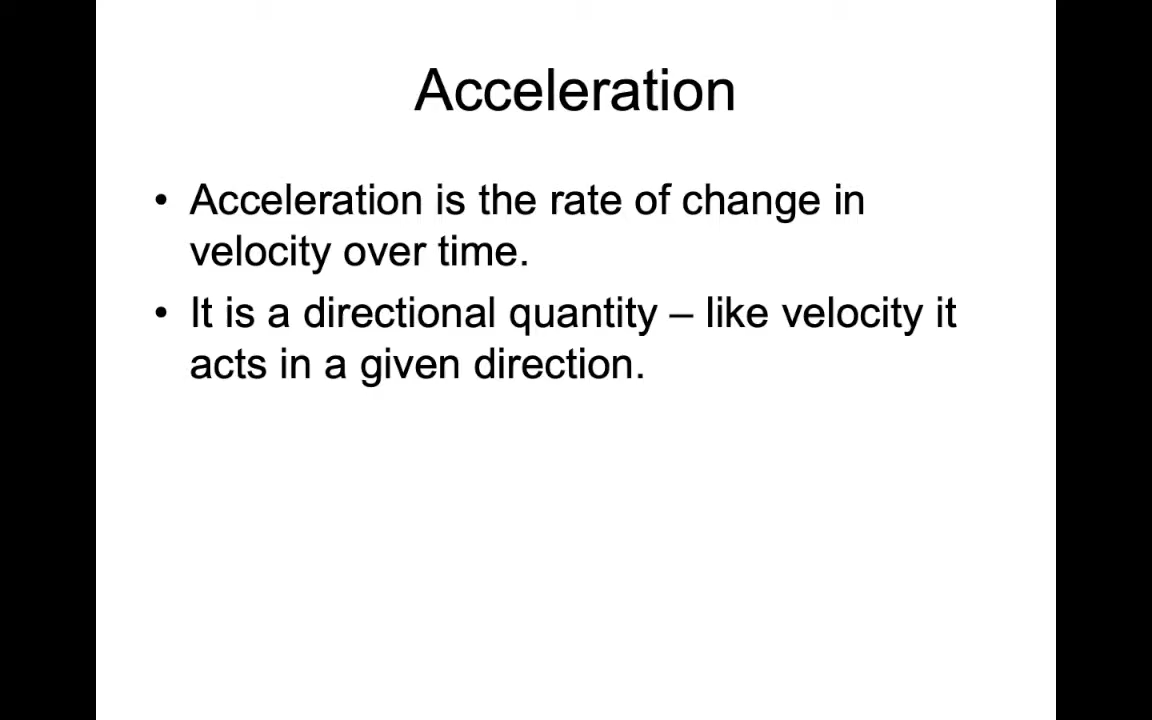 Acceleration
• Acceleration is the rate of change in
velocity over time.
• It is a directional quantity – like velocity it
acts in a given direction.